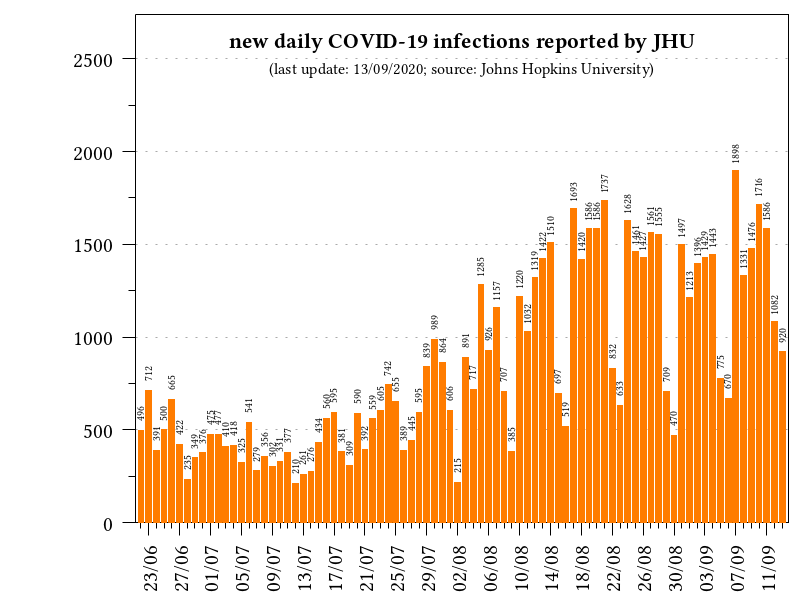 new daily COVID-19 infections reported by JHU
(last update: 13/09/2020; source: Johns Hopkins University)
2500
2000
1500
1000
500
0
496 712 391 500 665 422 235 349 376 475 477 410 418 325 541 279 356 302 331 377 210 261 276 434 560 595 381 309 590 392 559 605 742 655 389 445 595 839 989 864 606 215 891 717 1285 926 1157 707 385 1220 1032 1319 1422 1510 697 519 1693 1420 1586 1586 1737 832 633 1628 1461 1427 1561 1555 709 470 1497 1213 1396 1429 1443 775 670 1898 1331 1476 1716 1586 1082 920
23/06 27/06 01/07 05/07 09/07 13/07 17/07 21/07 25/07 29/07 02/08 06/08 10/08 14/08 18/08 22/08 26/08 30/08 03/09 07/09 11/09